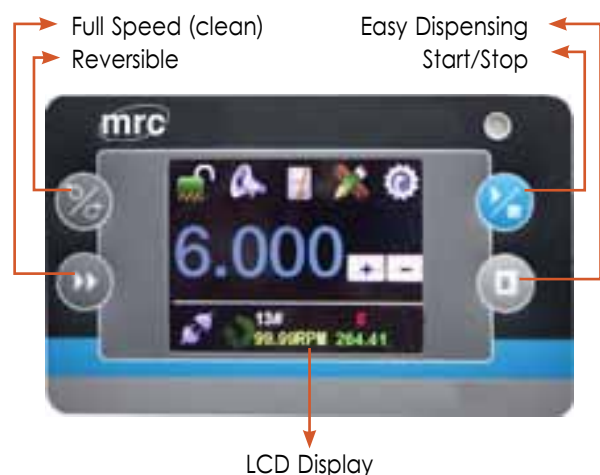 Full Speed (clean)
Easy Dispensing
Reversible
Start/Stop
mrc
6.000
+ -
13#
99.99RPM 264.41
LCD Display